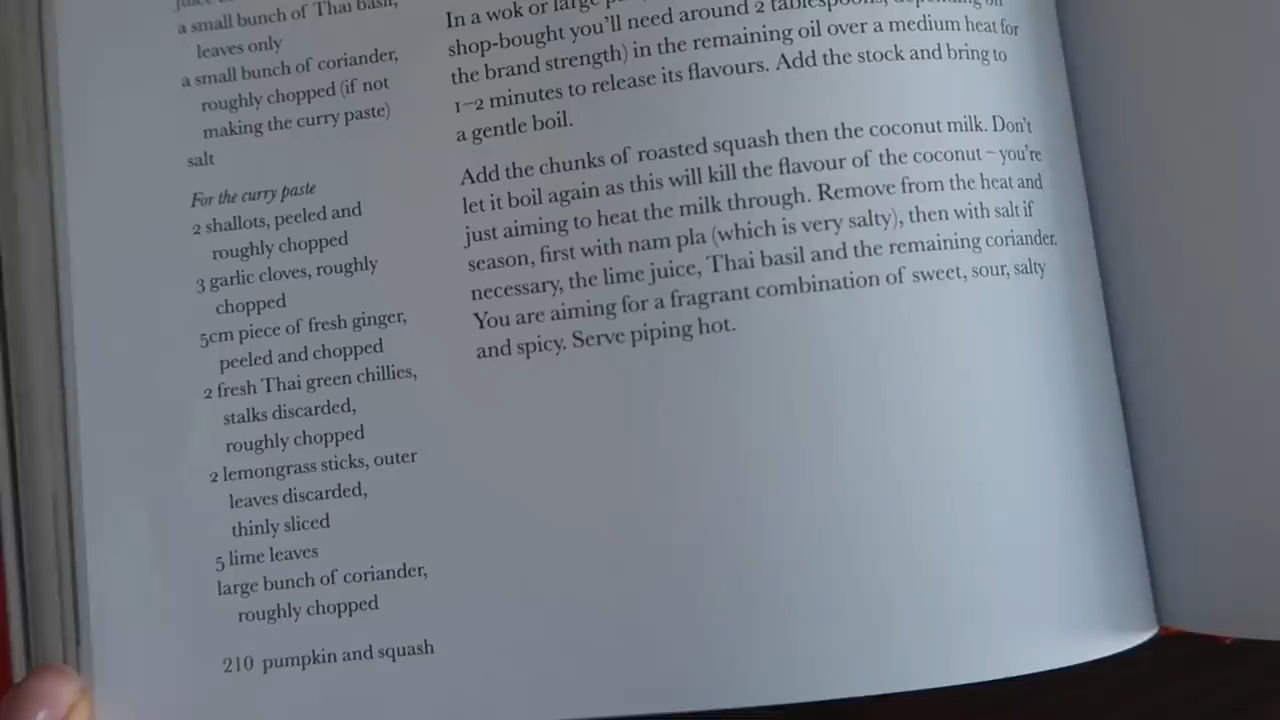 a small bunch of Thai basil,
leaves only
a small bunch of coriander,
roughly chopped (if not
making the curry paste)
salt
For the curry paste
2 shallots, peeled and
roughly chopped
3 garlic cloves, roughly
chopped
5cm piece of fresh ginger,
peeled and chopped
2 fresh Thai green chillies,
stalks discarded,
roughly chopped
2 lemongrass sticks, outer
leaves discarded,
thinly sliced
5 lime leaves
large bunch of coriander,
roughly chopped
210 pumpkin and squash
In a wok or large
shop-bought you'll need around 2 tablespoons, depending on
the brand strength) in the remaining oil over a medium heat for
1–2 minutes to release its flavours. Add the stock and bring to
a gentle boil.
Add the chunks of roasted squash then the coconut milk. Don't
let it boil again as this will kill the flavour of the coconut – you're
just aiming to heat the milk through. Remove from the heat and
season, first with nam pla (which is very salty), then with salt if
necessary, the lime juice, Thai basil and the remaining coriander.
You are aiming for a fragrant combination of sweet, sour, salty
and spicy. Serve piping hot.